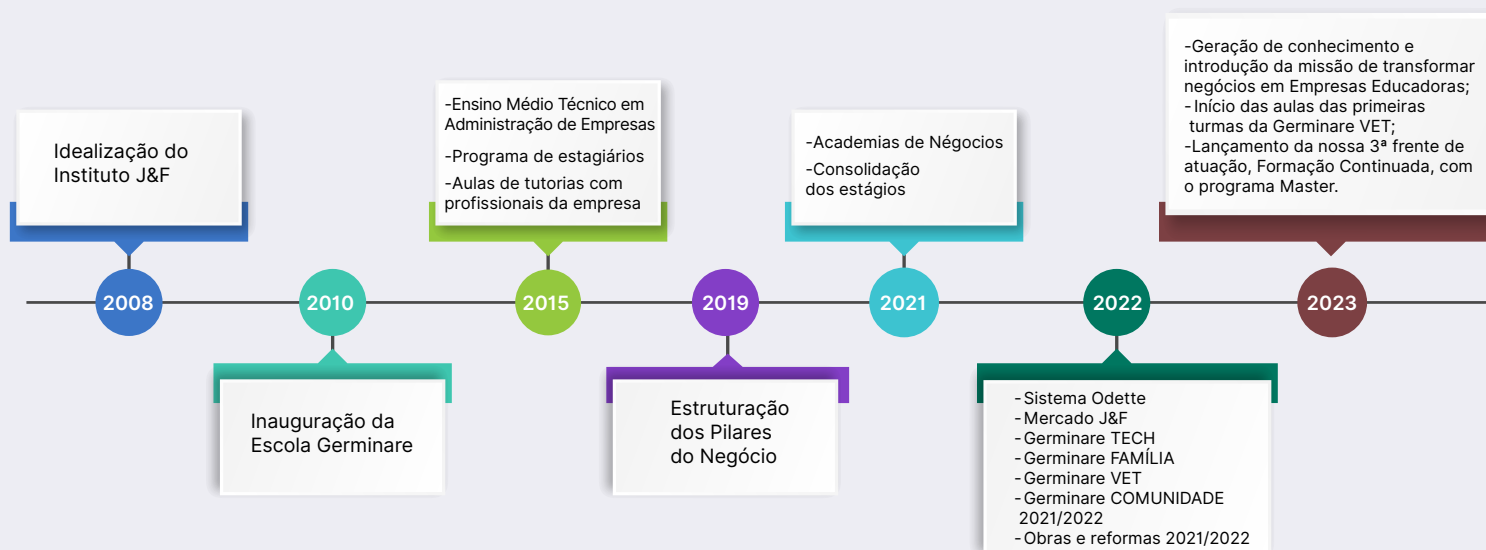 Idealização do
Instituto J&F
2008
2010
Inauguração da
Escola Germinare
-Ensino Médio Técnico em
Administração de Empresas
-Programa de estagiários
-Aulas de tutorias com
profissionais da empresa
2015
2019
Estruturação
dos Pilares
do Negócio
-Academias de Négocios
-Consolidação
dos estágios
2021
2022
-Sistema Odette
-Mercado J&F
-Germinare TECH
-Germinare FAMÍLIA
-Germinare VET
-Germinare COMUNIDADE
2021/2022
-Obras e reformas 2021/2022
-Geração de conhecimento e
introdução da missão de transformar
negócios em Empresas Educadoras;
-Início das aulas das primeiras
turmas da Germinare VET;
-Lançamento da nossa 3ª frente de
atuação, Formação Continuada, com
o programa Master.
2023